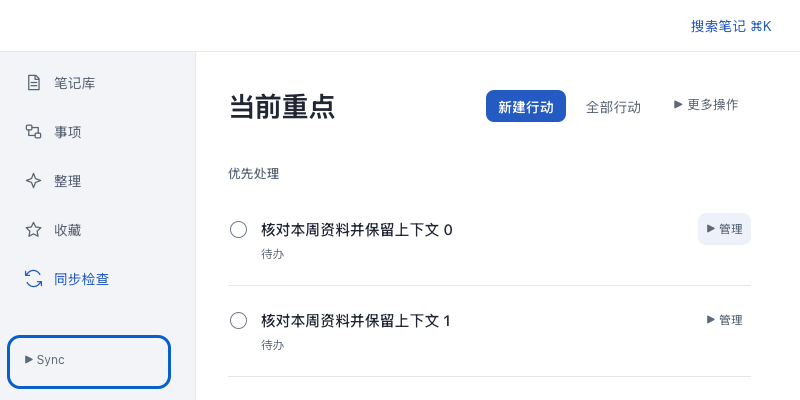 搜索笔记 ⌘K
笔记库
事项
整理
收藏
同步检查
Sync
当前重点
新建行动
全部行动
更多操作
优先处理
核对本周资料并保留上下文 0
待办
管理
核对本周资料并保留上下文 1
待办
管理